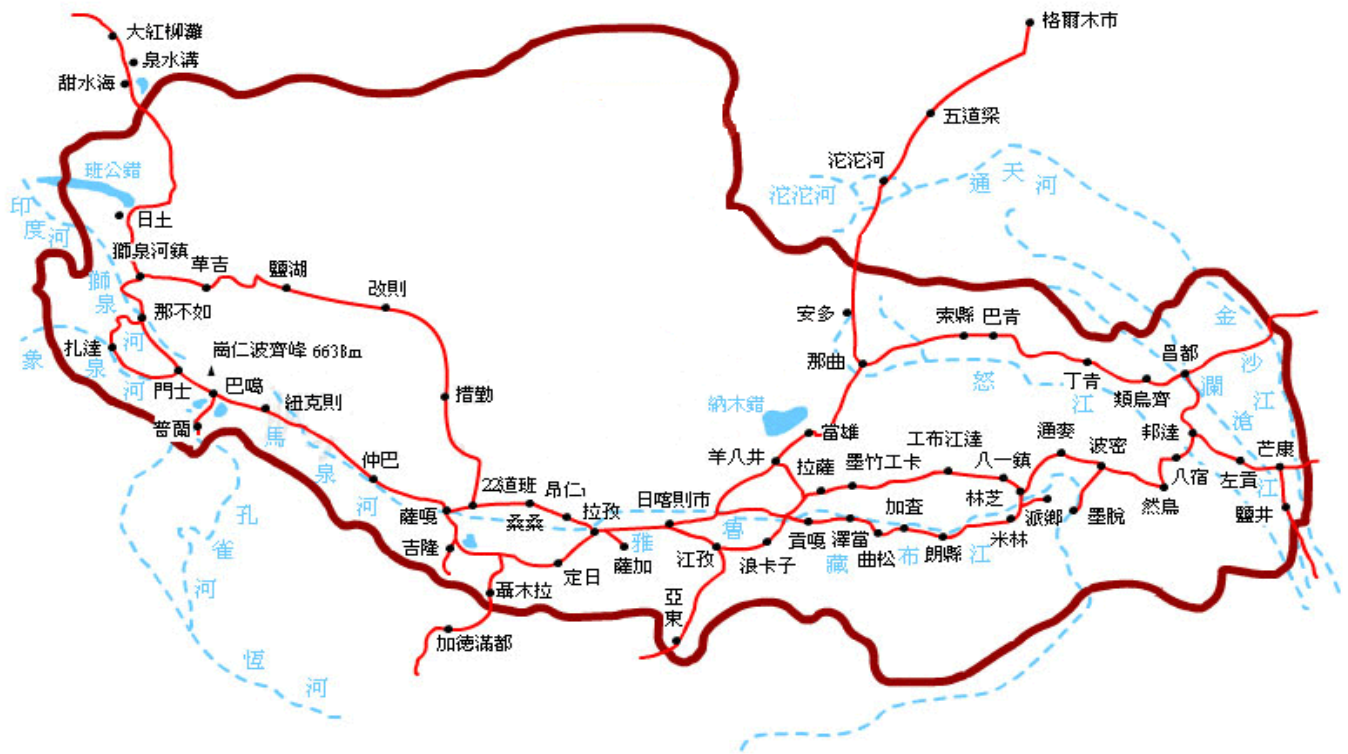 大紅柳灘
泉水溝
甜水海
格爾木市
五道梁
沱沱河
沱沱河
通天河
班公錯
印度河
日土
獅泉河鎮
革吉
鹽湖
改則
獅泉河
那不如
扎達
象泉河
崗仁波齊峰 6638m
門士
巴噶
普蘭
紐克則
馬泉河
仲巴
措勤
孔雀河
恆河
安多
索縣
巴青
那曲
丁青
類烏齊
昌都
金沙江
瀾滄江
怒江
納木錯
當雄
羊八井
拉薩
墨竹工卡
工布江達
八一鎮
通麥
波密
邦達
八宿
左貢
芒康
鹽井
然烏
墨脫
派鄉
林芝
米林
朗縣
加查
曲松
澤當
貢嘎
浪卡子
江孜
日喀則市
雅魯藏布江
22道班
昂仁
桑桑
拉孜
薩嘎
吉隆
聶木拉
定日
薩加
加德滿都
亞東